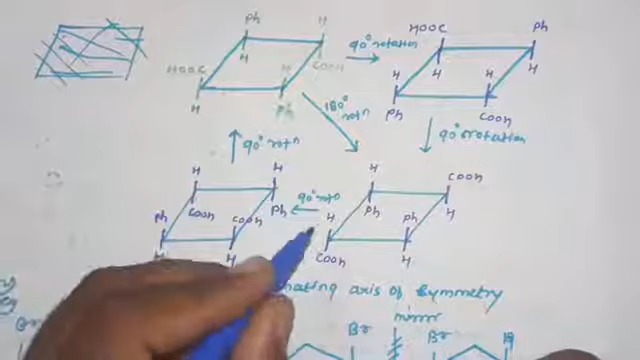 Ph H HOOC Ph
90° rotation
H H COOH H H H
HOOC
H Ph Ph COOH
180° rotn
90° rotn 90° rotation
H H H COOH
90° rotn
Ph COOH COOH Ph H Ph Ph H
H H COOH H
axis of Symmetry
mirror
Br Br Br